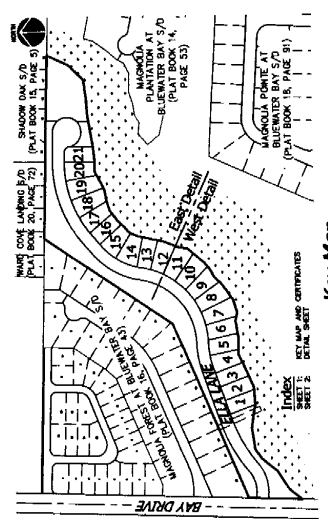 NORTH
WARD COVE LANDING S/D
(PLAT BOOK 20, PAGE 72)
SHADOW OAK S/D
(PLAT BOOK 15, PAGE 5)
MAGNOLIA
PLANTATION AT
BLUEWATER BAY S/D
(PLAT BOOK 14,
PAGE 53)
MAGNOLIA POINTE AT
BLUEWATER BAY S/D
(PLAT BOOK 18, PAGE 91)
MAGNOLIA FOREST AT BLUEWATER BAY S/D
(PLAT BOOK 16, PAGE 43)
East Detail
West Detail
ELLA LANE
1 2 3 4 5 6 7 8 9 10 11 12 13 14 15 16 17 18 19 20 21
BAY DRIVE
Index
SHEET 1: KEY MAP AND CERTIFICATES
SHEET 2: DETAIL SHEET
Key Map